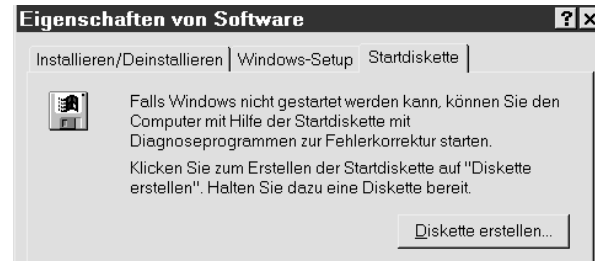 Eigenschaften von Software
Installieren/Deinstallieren Windows-Setup Startdiskette
Falls Windows nicht gestartet werden kann, können Sie den
Computer mit Hilfe der Startdiskette mit
Diagnoseprogrammen zur Fehlerkorrektur starten.
Klicken Sie zum Erstellen der Startdiskette auf "Diskette
erstellen". Halten Sie dazu eine Diskette bereit.
Diskette erstellen...